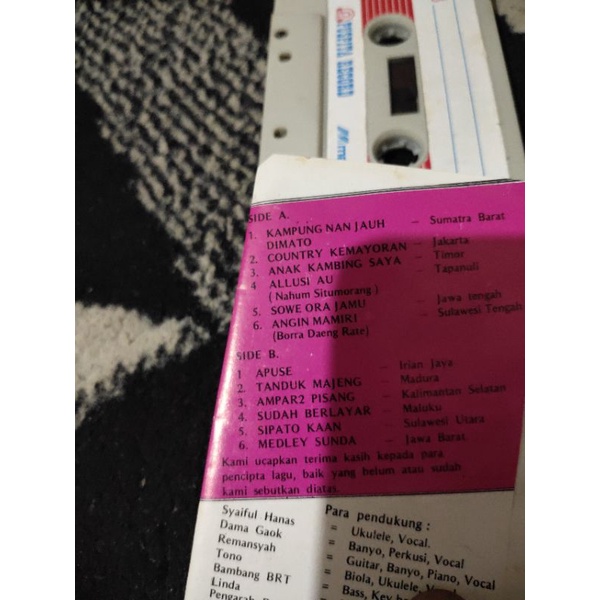 PUSPITA RECORD
SIDE A.
1. KAMPUNG NAN JAUH DIMATO – Sumatra Barat
2. COUNTRY KEMAYORAN – Jakarta
3. ANAK KAMBING SAYA – Timor
4 ALLUSI AU – Tapanuli
( Nahum Situmorang )
5. SOWE ORA JAMU – Jawa tengah
6. ANGIN MAMIRI – Sulawesi Tengah
(Borra Daeng Rate)
SIDE B.
1 APUSE – Irian Jaya
2. TANDUK MAJENG – Madura
3. AMPAR2 PISANG – Kalimantan Selatan
4. SUDAH BERLAYAR – Maluku
5. SIPATO KAAN – Sulawesi Utara
6. MEDLEY SUNDA – Jawa Barat
Kami ucapkan terima kasih kepada para
pencipta lagu, baik yang belum atau sudah
kami sebutkan diatas.
Para pendukung :
Syaiful Hanas = Ukulele, Vocal.
Dama Gaok = Banyo, Perkusi, Vocal
Remansyah = Guitar, Banyo, Piano, Vocal
Tono = Biola, Ukulele,
Bambang BRT = Bass,
Linda